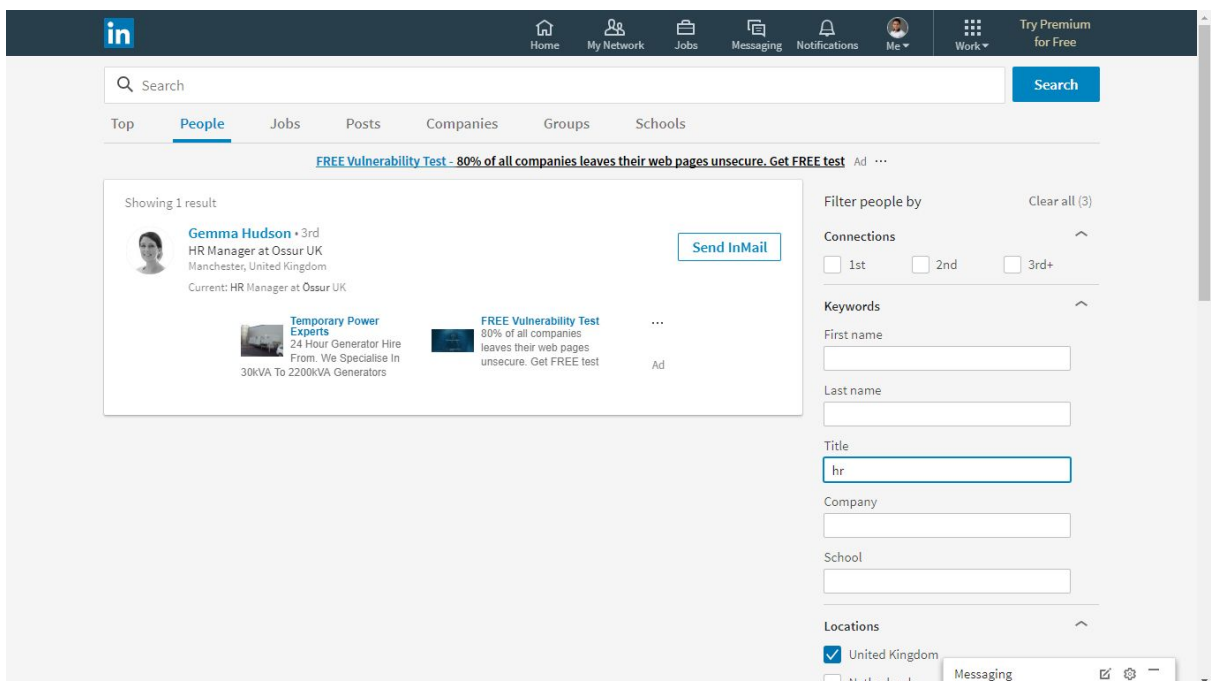 in
Home
My Network
Jobs
Messaging
Notifications
Me
Work
Try Premium
for Free
Search
Search
Top People Jobs Posts Companies Groups Schools
FREE Vulnerability Test - 80% of all companies leaves their web pages unsecure. Get FREE test Ad ...
Showing 1 result
Gemma Hudson • 3rd
HR Manager at Ossur UK
Manchester, United Kingdom
Current: HR Manager at Össur UK
Send InMail
Temporary Power
Experts
24 Hour Generator Hire
From. We Specialise In
30kVA To 2200kVA Generators
FREE Vulnerability Test
80% of all companies
leaves their web pages
unsecure. Get FREE test
...
Ad
Filter people by Clear all (3)
Connections
1st 2nd 3rd+
Keywords
First name
Last name
Title
hr
Company
School
Locations
United Kingdom
Messaging